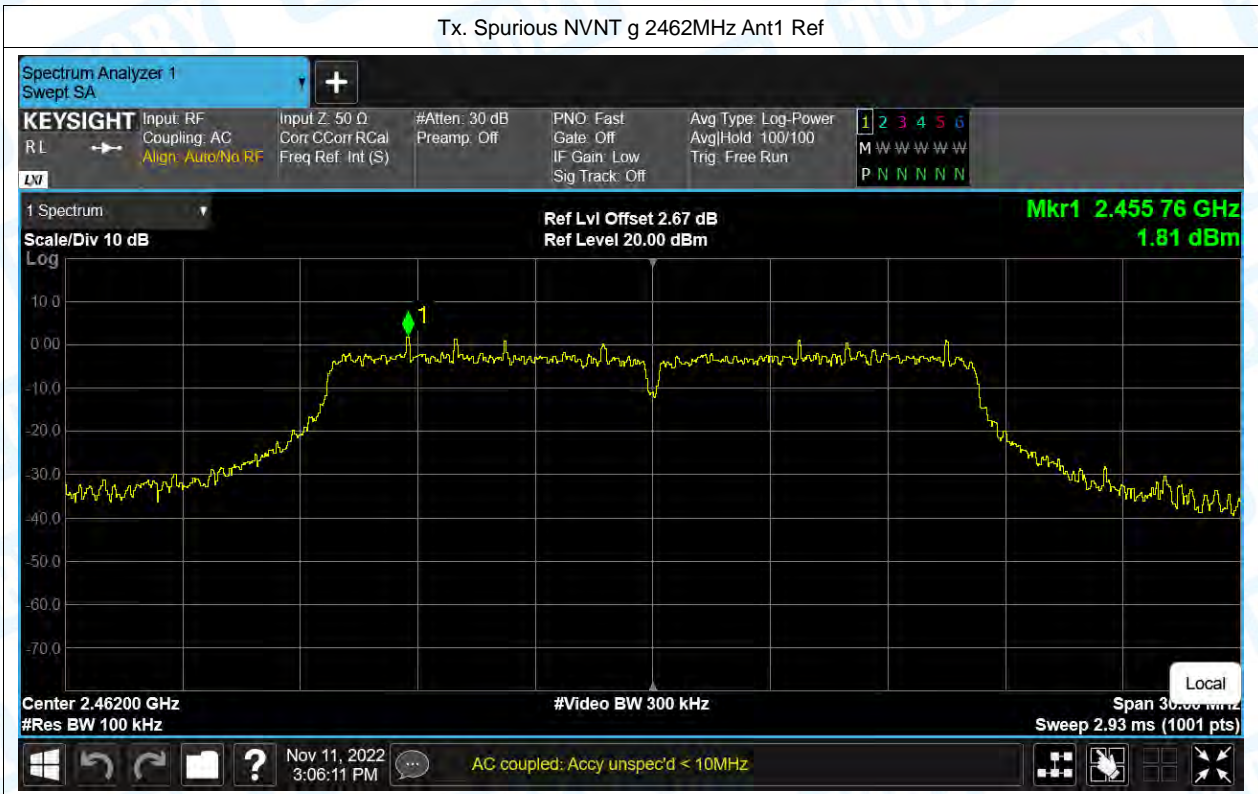 Tx. Spurious NVNT g 2462MHz Ant1 Ref
Spectrum Analyzer 1
Swept SA
KEYSIGHT
R L
LXI
Input: RF
Coupling: AC
Align: Auto/No RF
Input Z: 50 Ω
Corr CCorr RCal
Freq Ref: Int (S)
#Atten: 30 dB
Preamp: Off
PNO: Fast
Gate: Off
IF Gain: Low
Sig Track: Off
Avg Type: Log-Power
Avg|Hold: 100/100
Trig: Free Run
1 2 3 4 5 6
M W W W W W W
P N N N N N N
1 Spectrum
Scale/Div 10 dB
Ref Lvl Offset 2.67 dB
Ref Level 20.00 dBm
Mkr1 2.455 76 GHz
1.81 dBm
Log
10.0
0.00
-10.0
-20.0
-30.0
-40.0
-50.0
-60.0
-70.0
1
Center 2.46200 GHz
#Res BW 100 kHz
#Video BW 300 kHz
Local
Span 30.00 MHz
Sweep 2.93 ms (1001 pts)
?
Nov 11, 2022
3:06:11 PM
AC coupled: Accy unspec'd < 10MHz